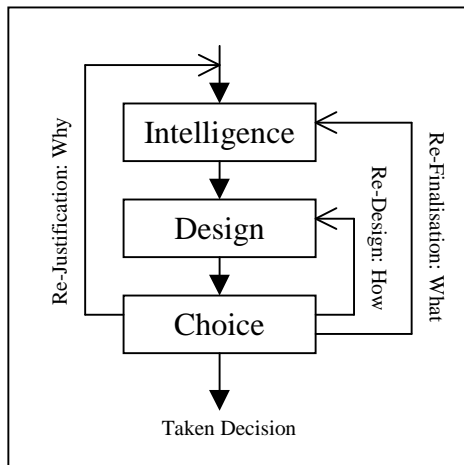 Intelligence
Design
Choice
Taken Decision
Re-Justification: Why
Re-Design: How
Re-Finalisation: What